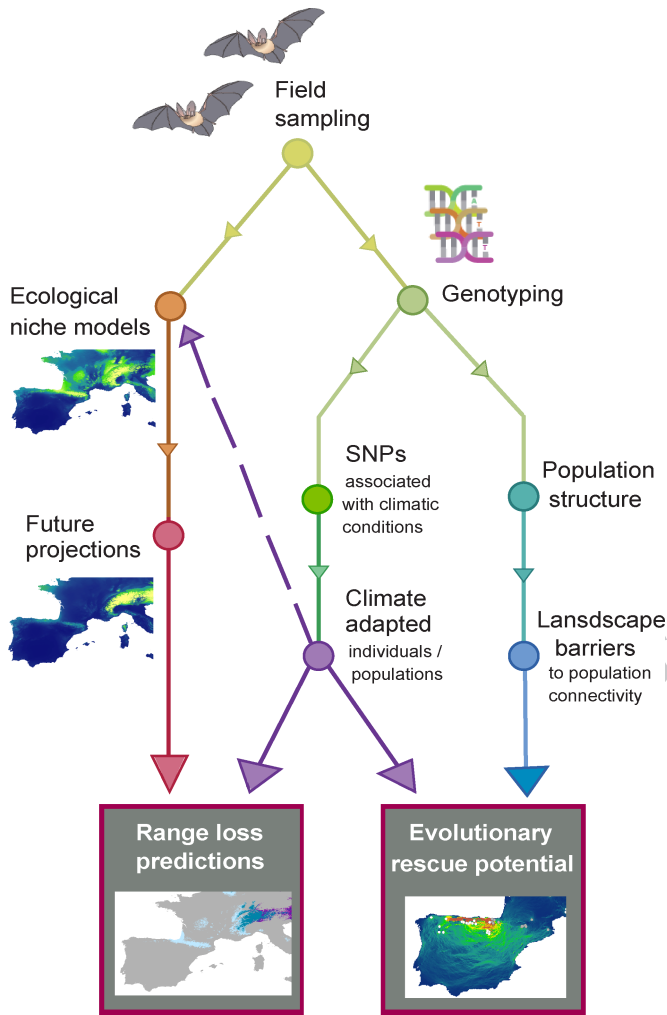 Field
sampling
Genotyping
Ecological
niche models
SNPs
associated
with climatic
conditions
Population
structure
Future
projections
Climate
adapted
individuals /
populations
Lansdscape
barriers
to population
connectivity
Range loss
predictions
Evolutionary
rescue potential
A
T
T